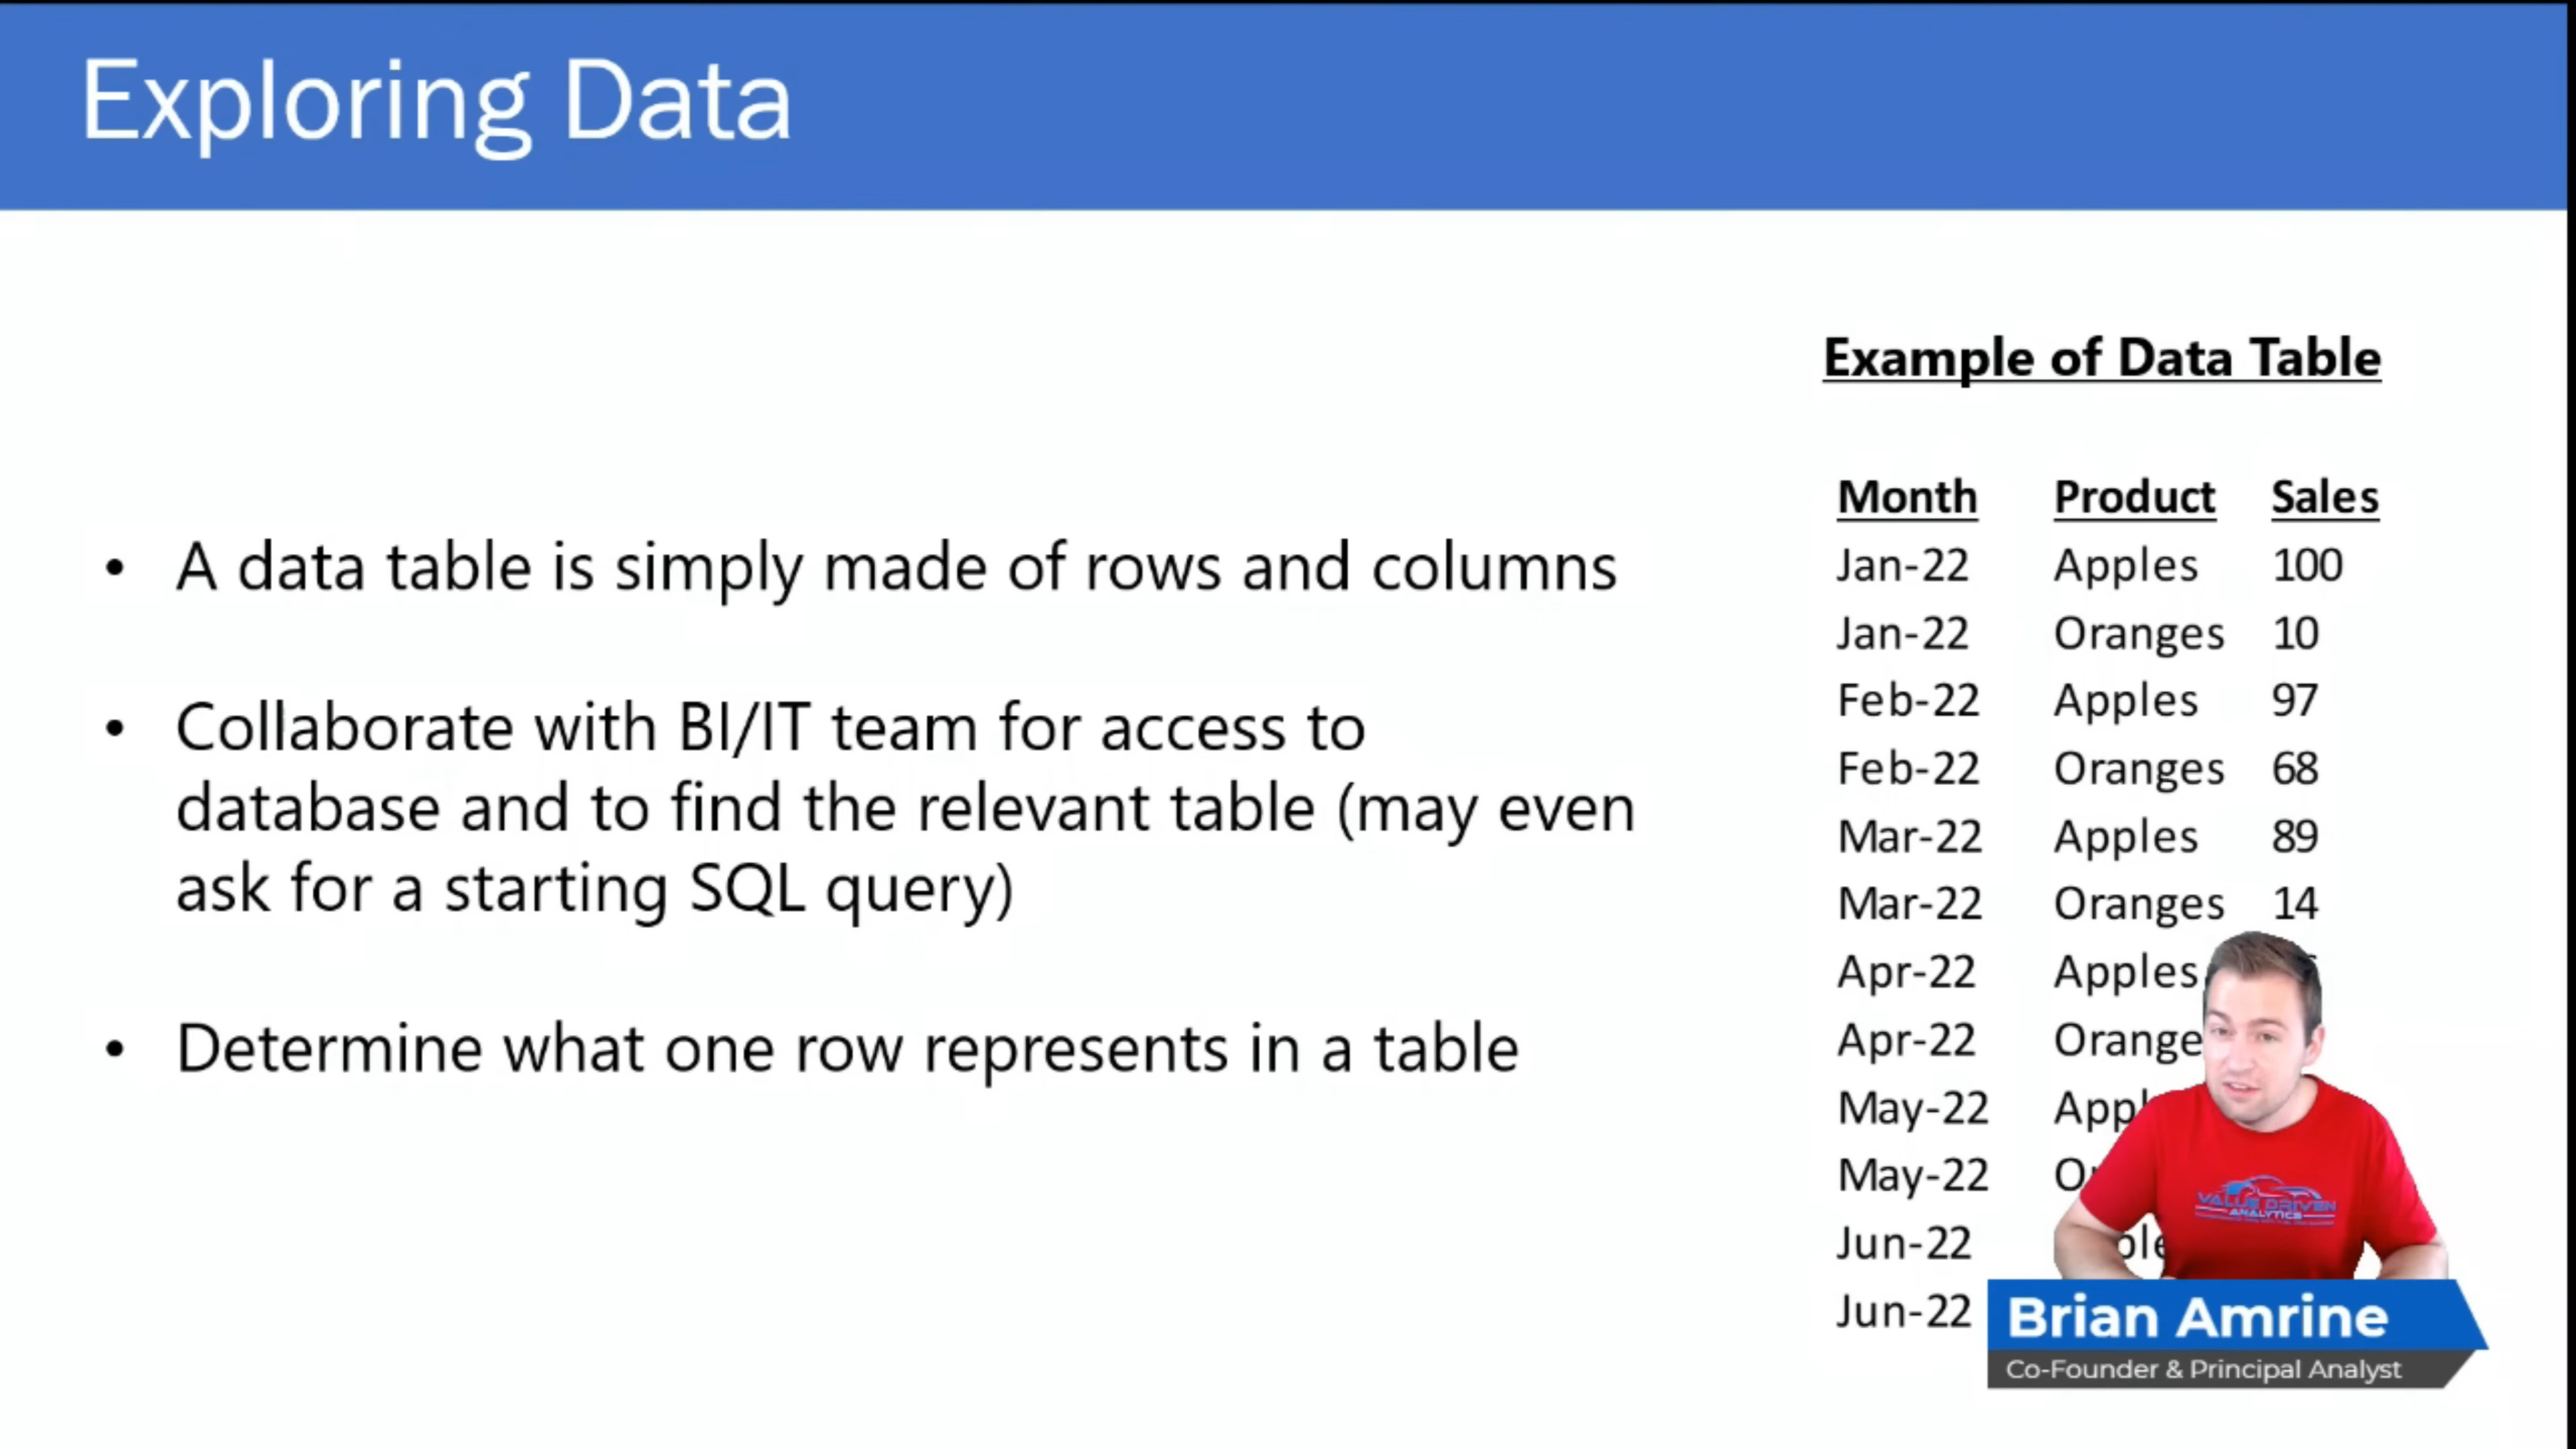 Exploring Data
Example of Data Table
Month Product Sales
Jan-22 Apples 100
Jan-22 Oranges 10
Feb-22 Apples 97
Feb-22 Oranges 68
Mar-22 Apples 89
Mar-22 Oranges 14
Apr-22 Apples
Apr-22 Orange
May-22
May-22
Jun-22
Jun-22
• A data table is simply made of rows and columns
• Collaborate with BI/IT team for access to
database and to find the relevant table (may even
ask for a starting SQL query)
• Determine what one row represents in a table
VALUE DRIVEN
ANALYTICS
Brian Amrine
Co-Founder & Principal Analyst